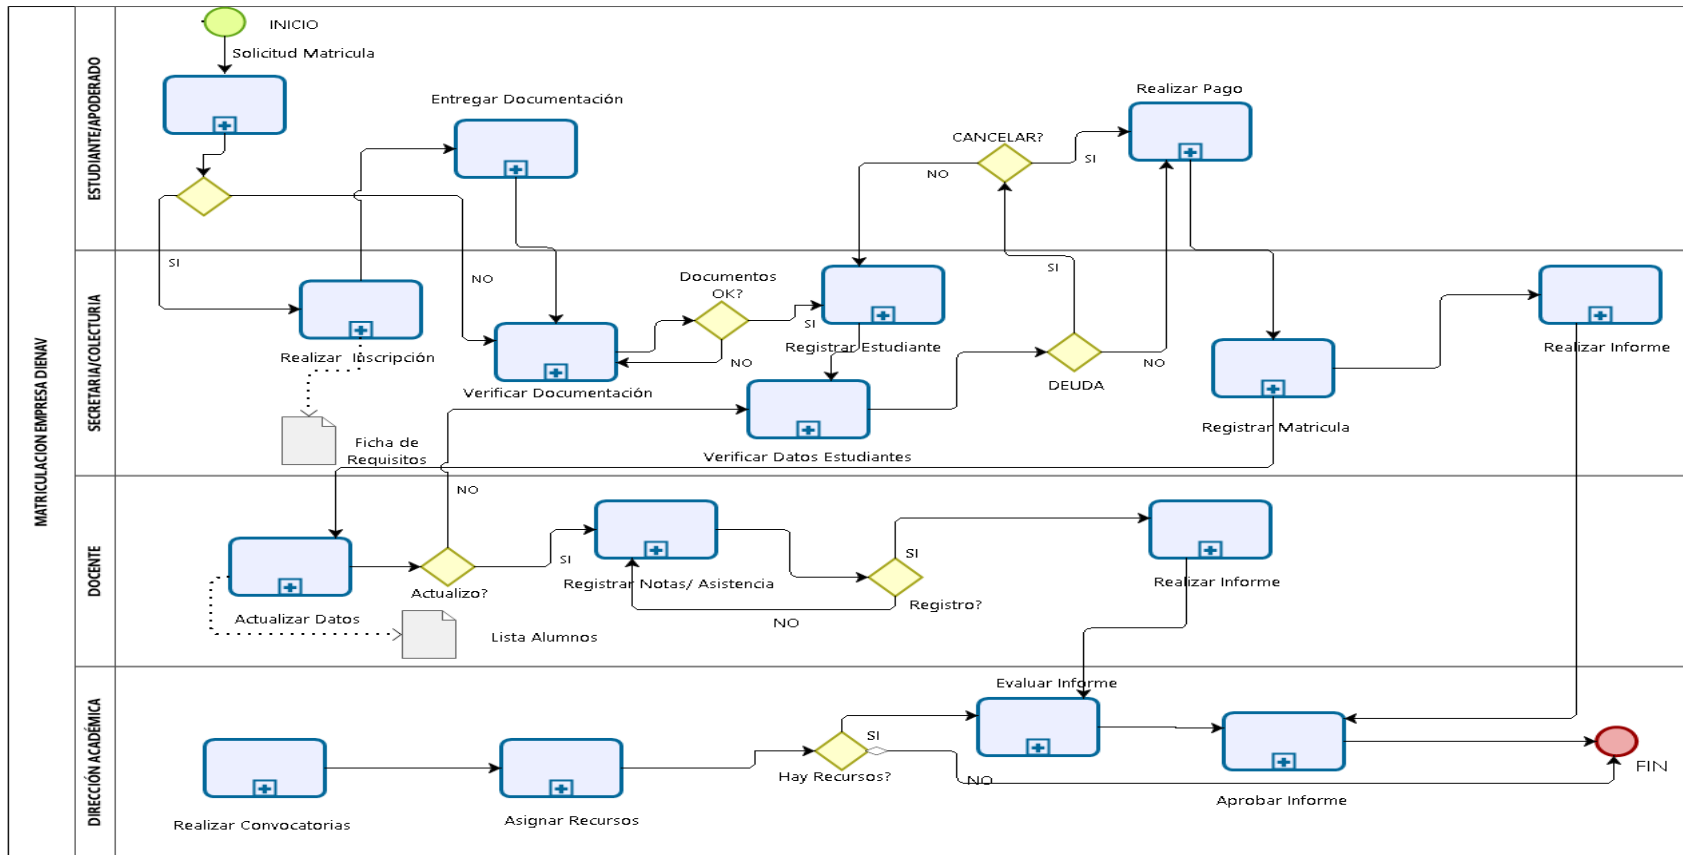 MATRICULACION EMPRESA DIENAV
ESTUDIANTE/APODERADO
INICIO
Solicitud Matricula
Entregar Documentación
Realizar Pago
CANCELAR?
SI
NO
SECRETARIA/COLECTURIA
SI
NO
Documentos
OK?
SI
NO
SI
NO
Realizar Inscripción
Verificar Documentación
Registrar Estudiante
DEUDA
Realizar Informe
Registrar Matricula
Ficha de
Requisitos
Verificar Datos Estudiantes
DOCENTE
NO
SI
SI
Actualizo?
Registrar Notas/ Asistencia
Registro?
NO
Realizar Informe
Actualizar Datos
Lista Alumnos
DIRECCIÓN ACADÉMICA
Evaluar Informe
SI
Hay Recursos?
NO
FIN
Aprobar Informe
Realizar Convocatorias
Asignar Recursos